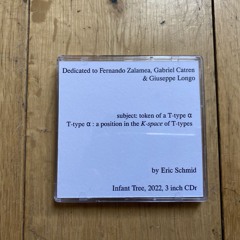 Dedicated to Fernando Zalamea, Gabriel Catren
& Giuseppe Longo
subject: token of a T-type α
T-type α : a position in the K-space of T-types
by Eric Schmid
Infant Tree, 2022, 3 inch CDr